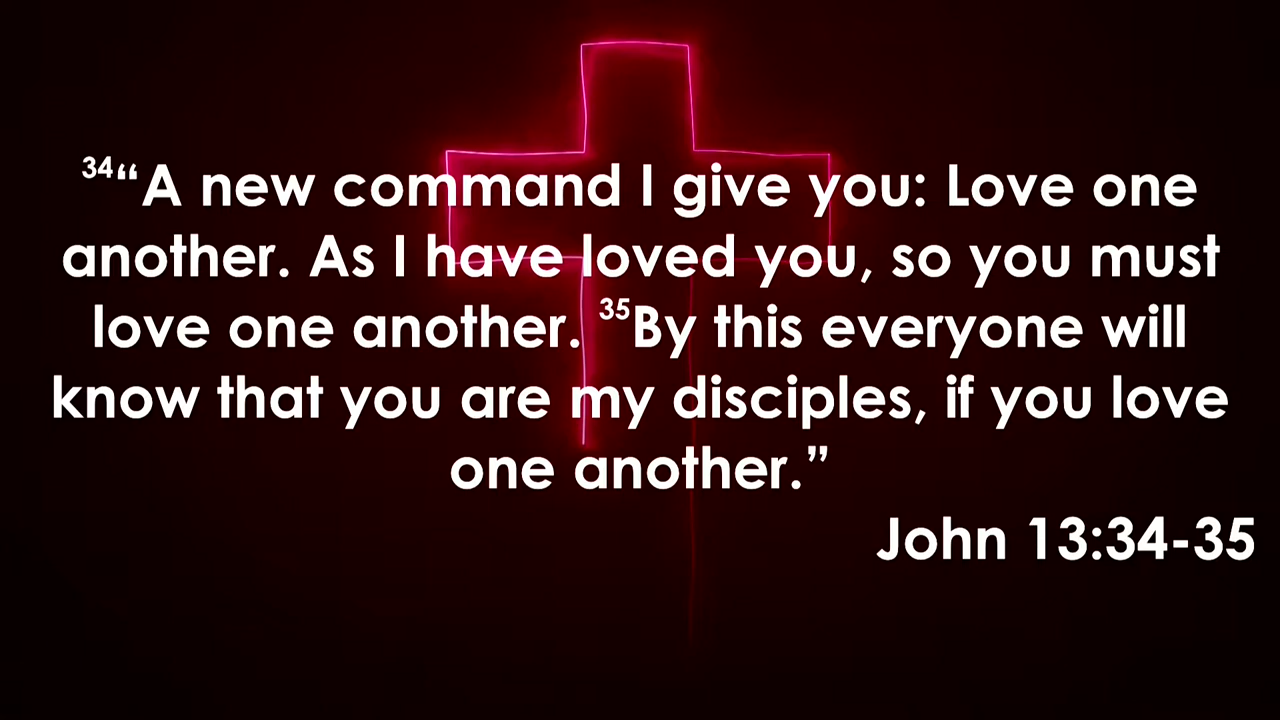 34“A new command I give you: Love one
another. As I have loved you, so you must
love one another. 35By this everyone will
know that you are my disciples, if you love
one another.”
John 13:34-35